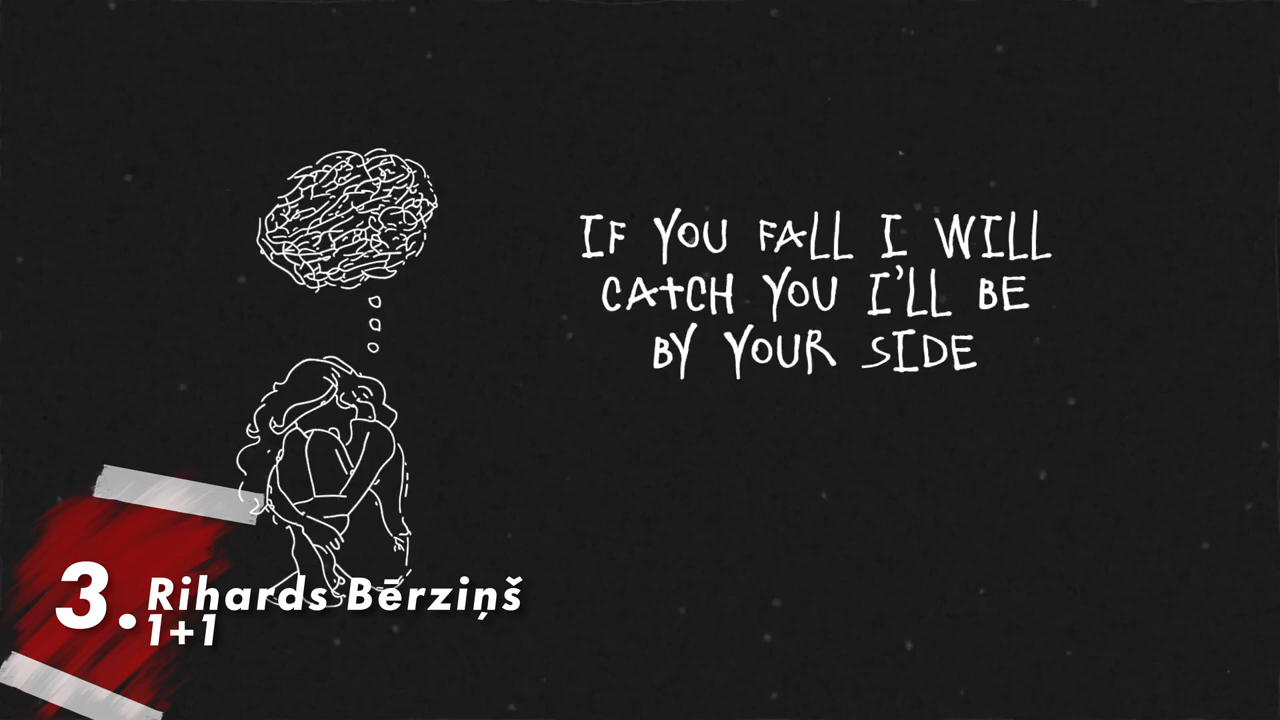 IF YOU FALL I WILL
CATCH YOU I'LL BE
BY YOUR SIDE
3. Rihards Bērziņš
1+1